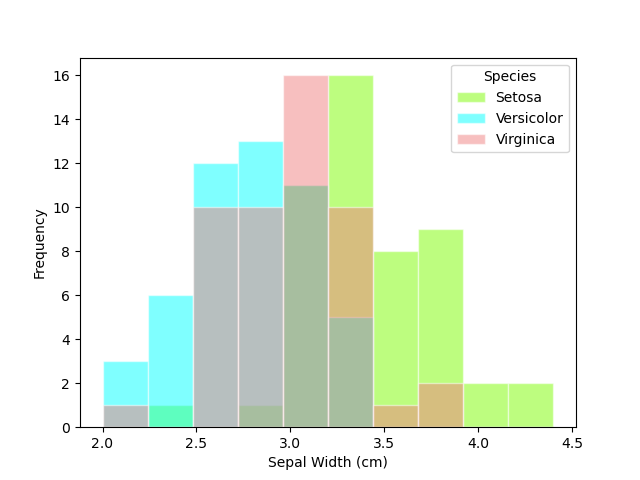 Species
Setosa
Versicolor
Virginica
Frequency
16
14
12
10
8
6
4
2
0
2.0 2.5 3.0 3.5 4.0 4.5
Sepal Width (cm)